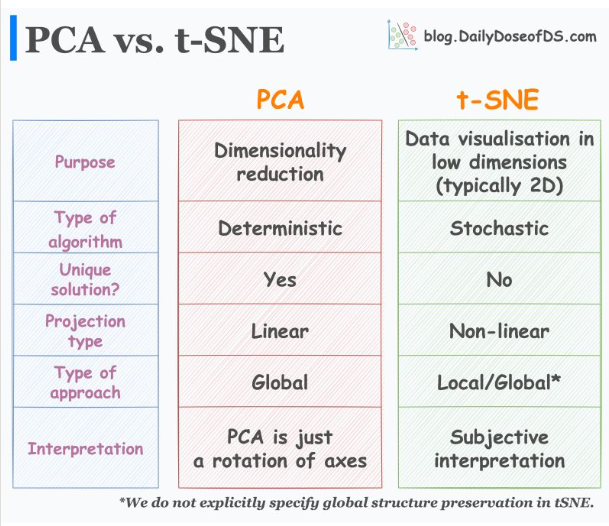 PCA vs. t-SNE
blog.DailyDoseofDS.com
PCA
t-SNE
Purpose
Dimensionality
reduction
Data visualisation in
low dimensions
(typically 2D)
Type of
algorithm
Deterministic
Stochastic
Unique
solution?
Yes
No
Projection
type
Linear
Non-linear
Type of
approach
Global
Local/Global*
Interpretation
PCA is just
a rotation of axes
Subjective
interpretation
*We do not explicitly specify global structure preservation in tSNE.